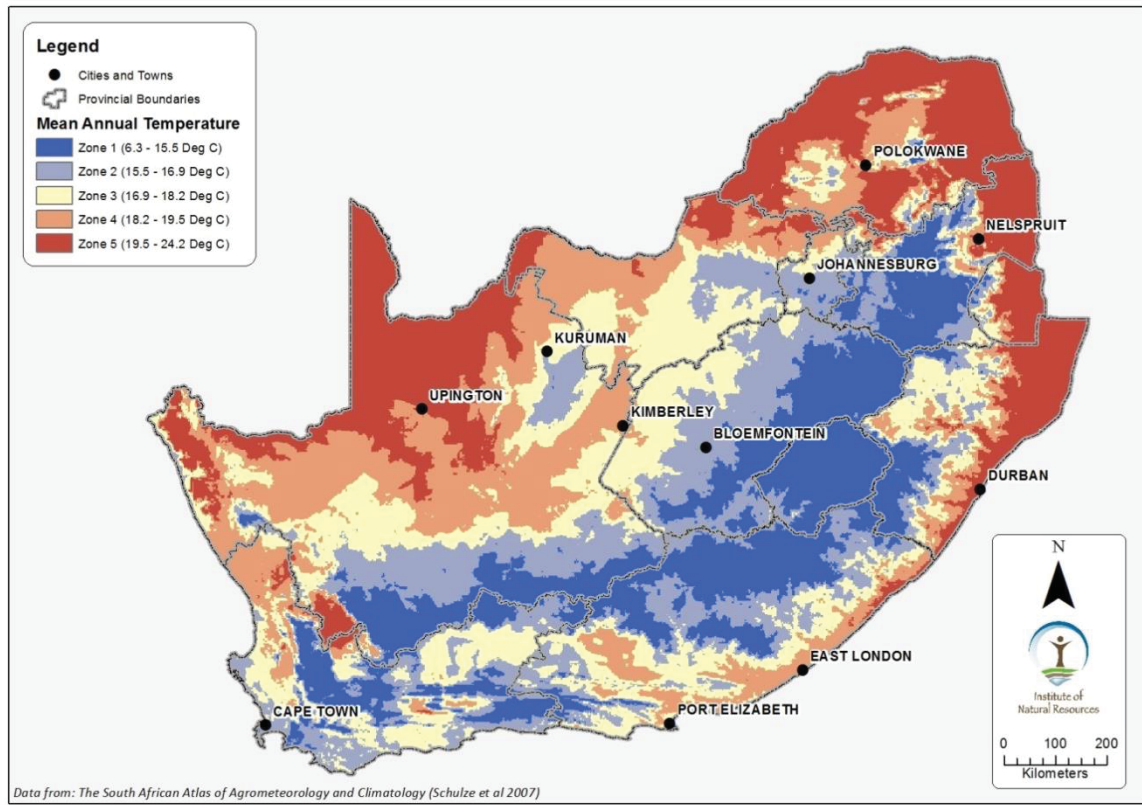 Legend
Cities and Towns
Provincial Boundaries
Mean Annual Temperature
Zone 1 (6.3 - 15.5 Deg C)
Zone 2 (15.5 - 16.9 Deg C)
Zone 3 (16.9 - 18.2 Deg C)
Zone 4 (18.2 - 19.5 Deg C)
Zone 5 (19.5 - 24.2 Deg C)
POLOKWANE
NELSPRUIT
JOHANNESBURG
KURUMAN
UPINGTON
KIMBERLEY
BLOEMFONTEIN
DURBAN
EAST LONDON
PORT ELIZABETH
CAPE TOWN
N
Institute of
Natural Resources
0 100 200
Kilometers
Data from: The South African Atlas of Agrometeorology and Climatology (Schulze et al 2007)